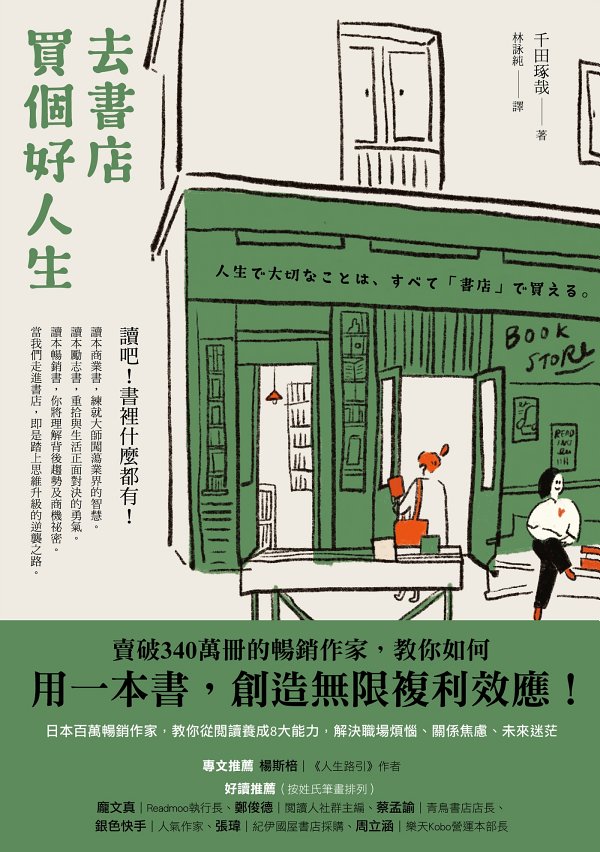 去書店
買個好人生
千田琢哉──著
林詠純──譯
人生で大切なことは、すべて「書店」で買える。
BOOK
STORE
READ
讀吧！書裡什麼都有！
讀本商業書，練就大師闖蕩業界的智慧。
讀本勵志書，重拾與生活正面對決的勇氣。
讀本暢銷書，你將理解背後趨勢及商機祕密。
當我們走進書店，即是踏上思維升級的逆襲之路。
賣破340萬冊的暢銷作家，教你如何
用一本書，創造無限複利效應！
日本百萬暢銷作家，教你從閱讀養成8大能力，解決職場煩惱、關係焦慮、未來迷茫
專文推薦 楊斯棓｜《人生路引》作者
好讀推薦（按姓氏筆畫排列）
龐文真｜Readmoo執行長、鄭俊德｜閱讀人社群主編、蔡孟諭｜青鳥書店店長、
銀色快手｜人氣作家、張瑋｜紀伊國屋書店採購、周立涵｜樂天Kobo營運本部長